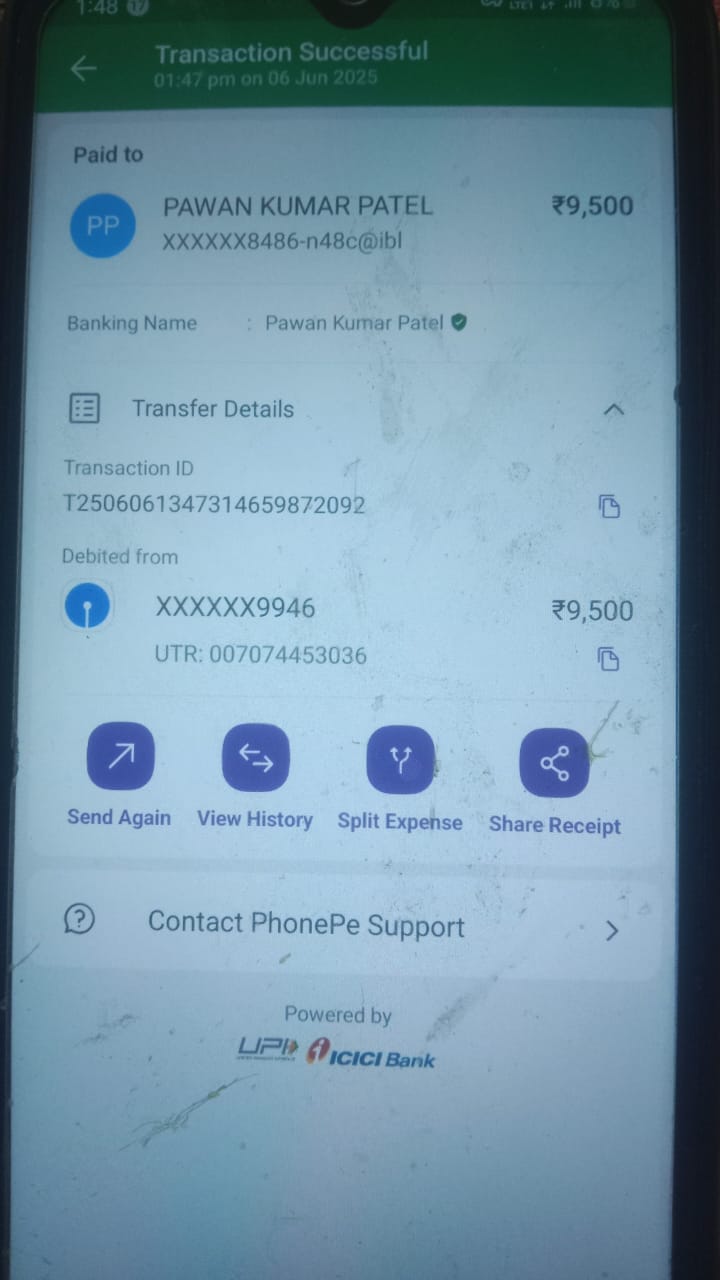 1:48 17
Transaction Successful
01:47 pm on 06 Jun 2025
Paid to
PP
PAWAN KUMAR PATEL
₹9,500
XXXXXX8486-n48c@ibl
Banking Name : Pawan Kumar Patel
Transfer Details
Transaction ID
T2506061347314659872092
Debited from
XXXXXX9946
₹9,500
UTR: 007074453036
Send Again
View History
Split Expense
Share Receipt
Contact PhonePe Support
Powered by
UPI ICICI Bank